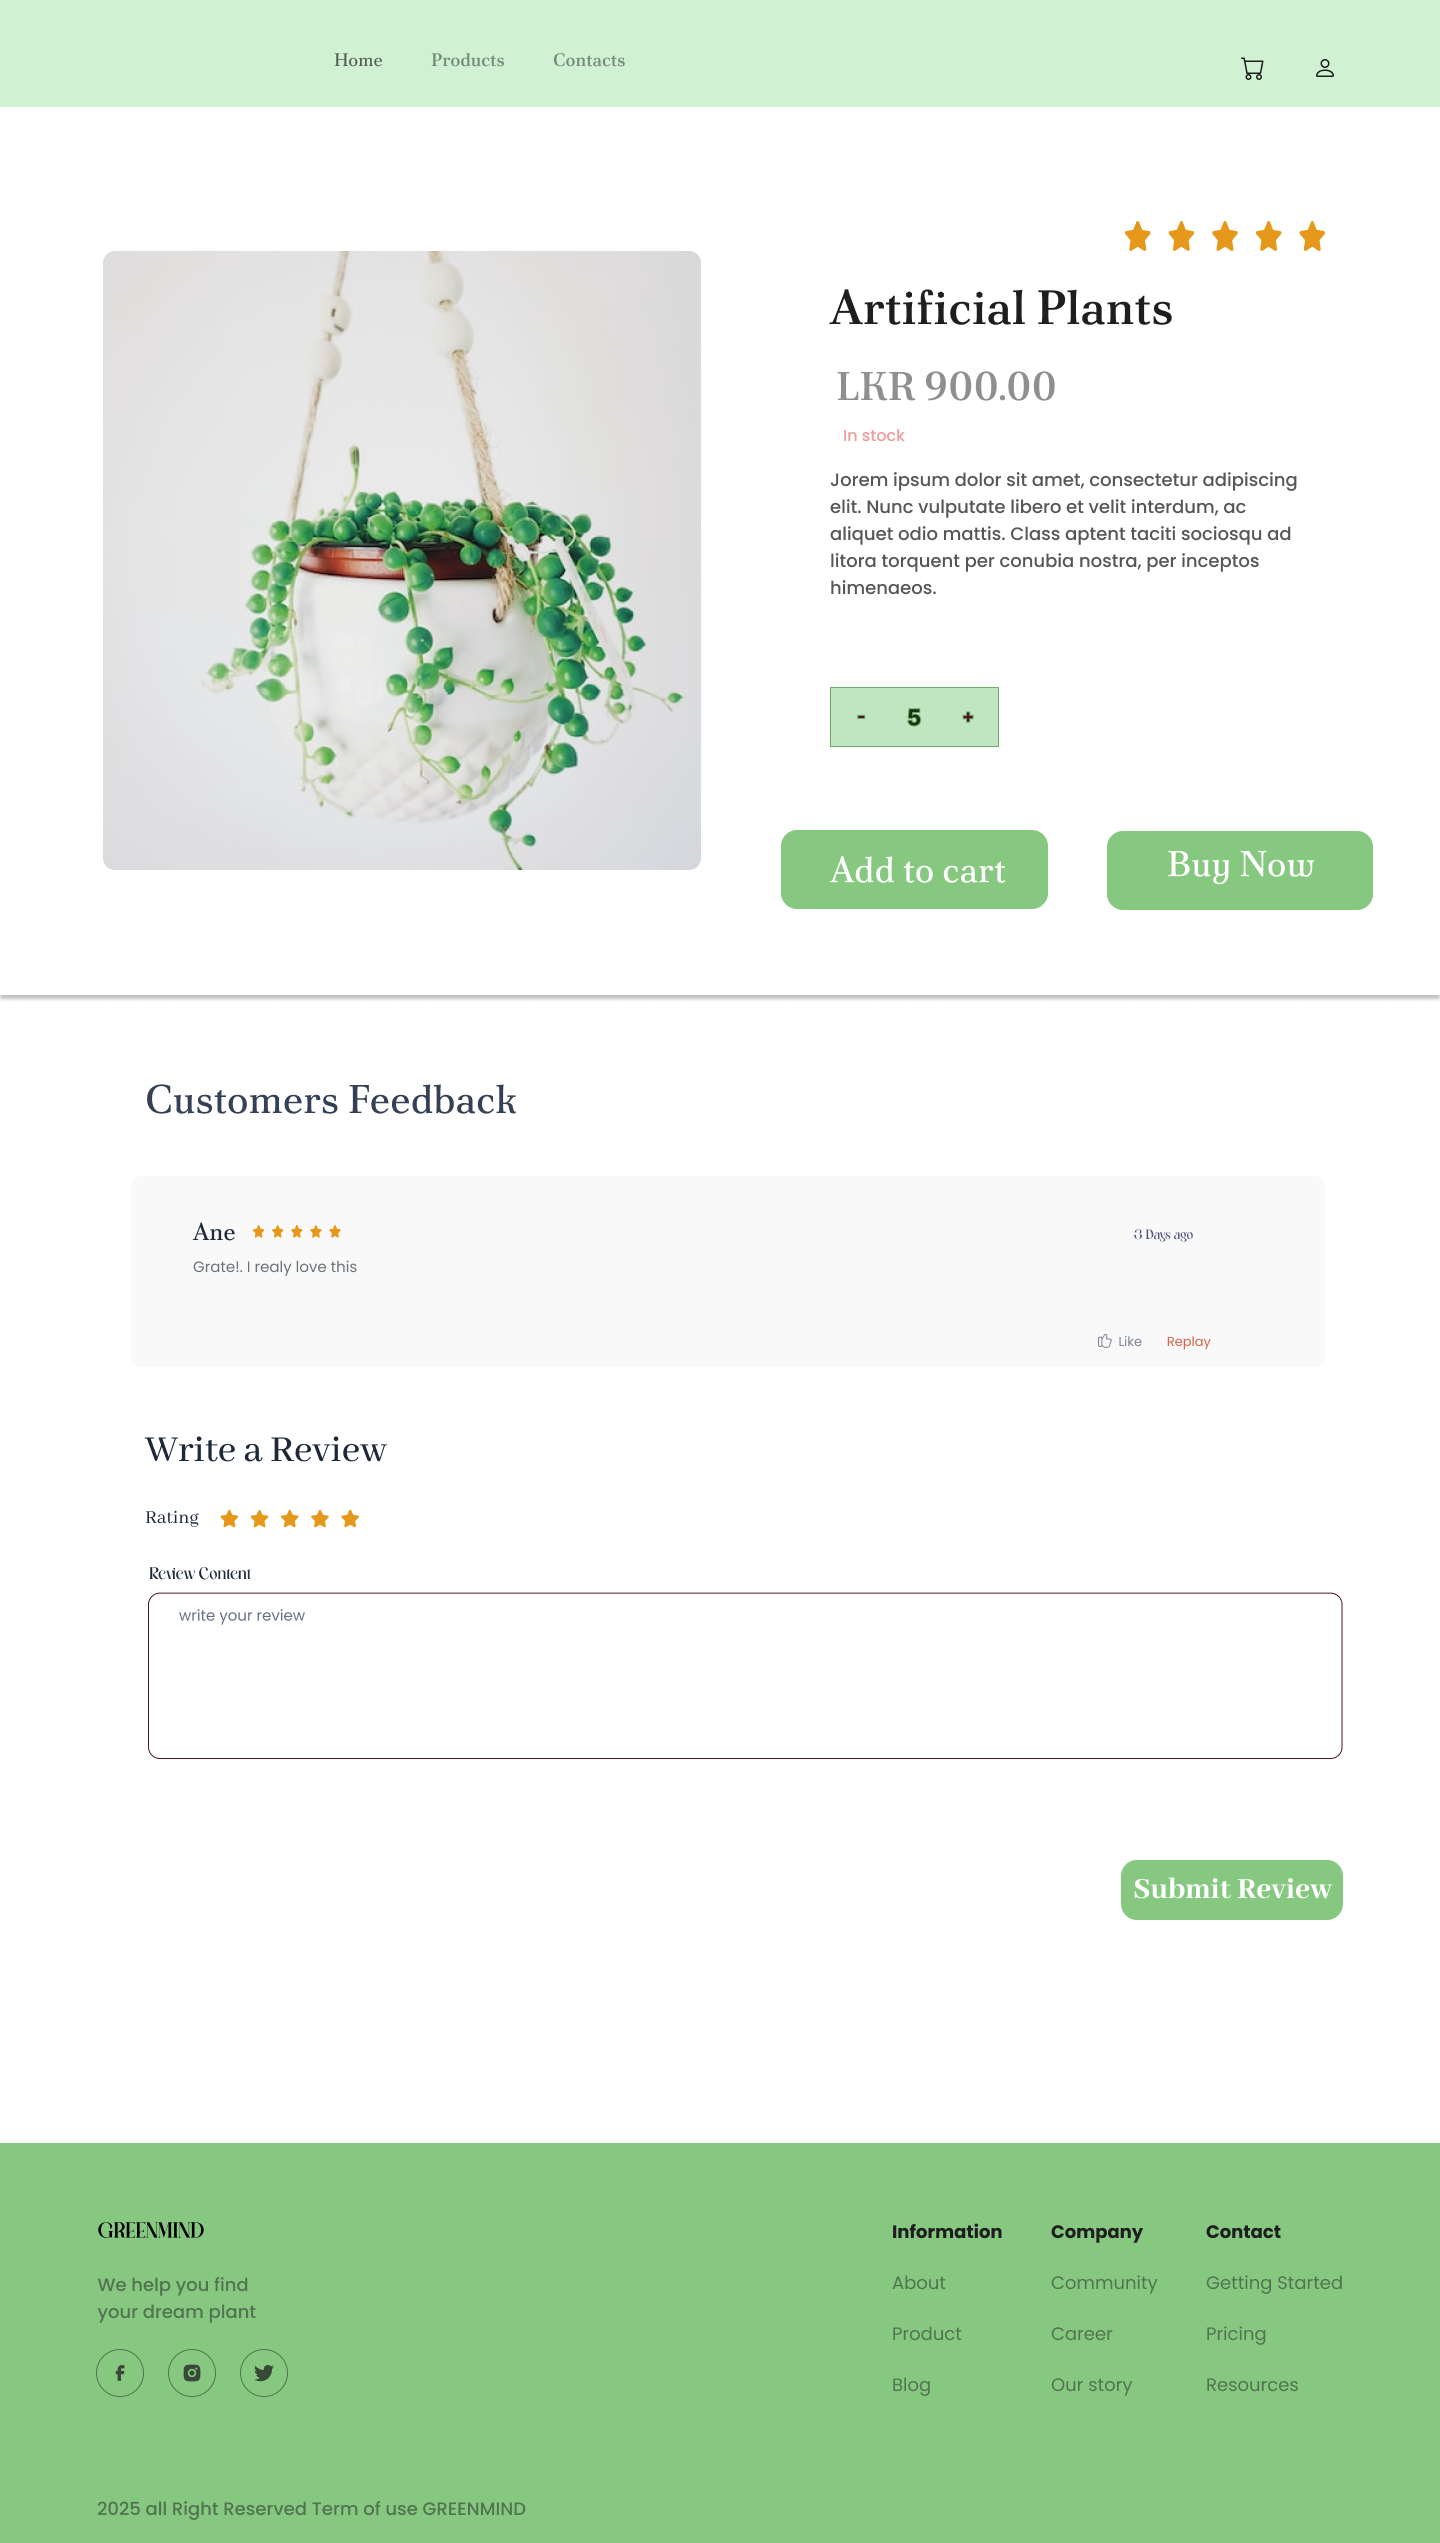 Home Products Contacts
Artificial Plants
LKR 900.00
In stock
Jorem ipsum dolor sit amet, consectetur adipiscing
elit. Nunc vulputate libero et velit interdum, ac
aliquet odio mattis. Class aptent taciti sociosqu ad
litora torquent per conubia nostra, per inceptos
himenaeos.
- 5 +
Add to cart
Buy Now
Customers Feedback
Ane
3 Days ago
Grate!. I realy love this
Like Replay
Write a Review
Rating
Review Content
write your review
Submit Review
GREENMIND
We help you find
your dream plant
Information
About
Product
Blog
Company
Community
Career
Our story
Contact
Getting Started
Pricing
Resources
2025 all Right Reserved Term of use GREENMIND